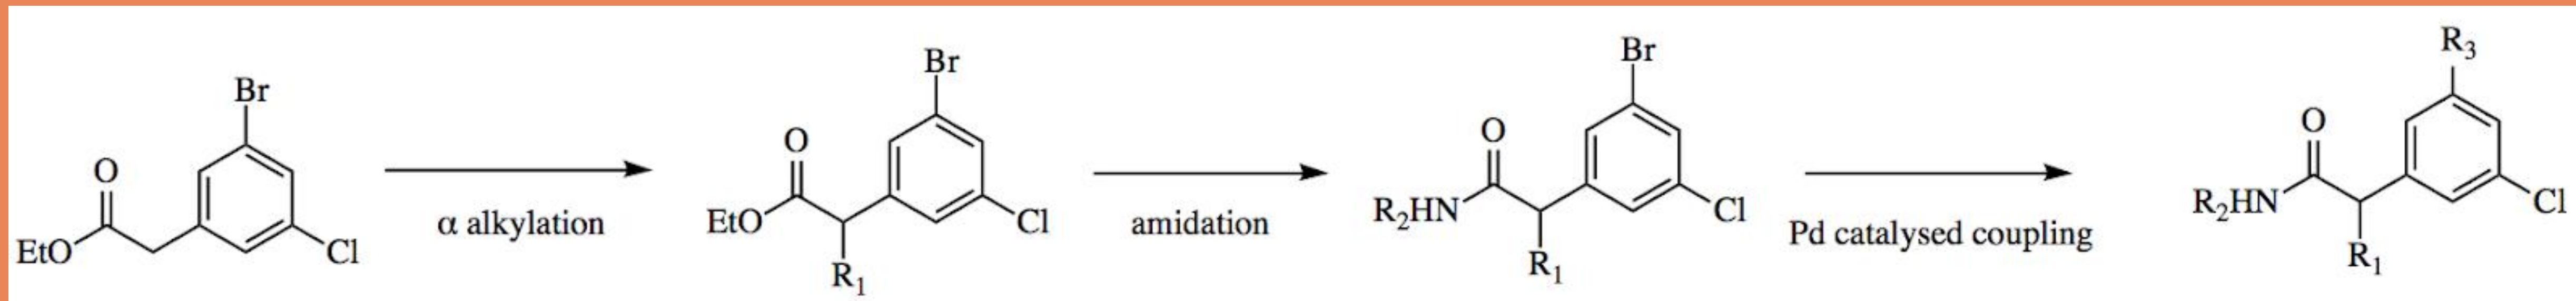 EtO
O
Br
Cl
α alkylation
EtO
O
R₁
Br
Cl
amidation
R₂HN
O
R₁
Br
Cl
Pd catalysed coupling
R₂HN
O
R₁
R₃
Cl